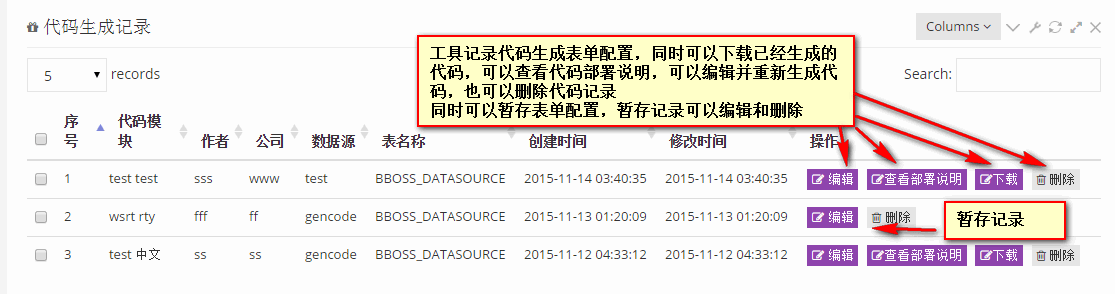 代码生成记录
Columns
工具记录代码生成表单配置，同时可以下载已经生成的
代码，可以查看代码部署说明，可以编辑并重新生成代
码，也可以删除代码记录
同时可以暂存表单配置，暂存记录可以编辑和删除
5 records
Search:
序号 代码模块 作者 公司 数据源 表名称 创建时间 修改时间 操作
1 test test sss www test BBOSS_DATASOURCE 2015-11-14 03:40:35 2015-11-14 03:40:35 编辑 查看部署说明 下载 删除
2 wsrt rty fff ff gencode BBOSS_DATASOURCE 2015-11-13 01:20:09 2015-11-13 01:20:09 编辑 删除
暂存记录
3 test 中文 ss ss gencode BBOSS_DATASOURCE 2015-11-12 04:33:12 2015-11-12 04:33:12 编辑 查看部署说明 下载 删除